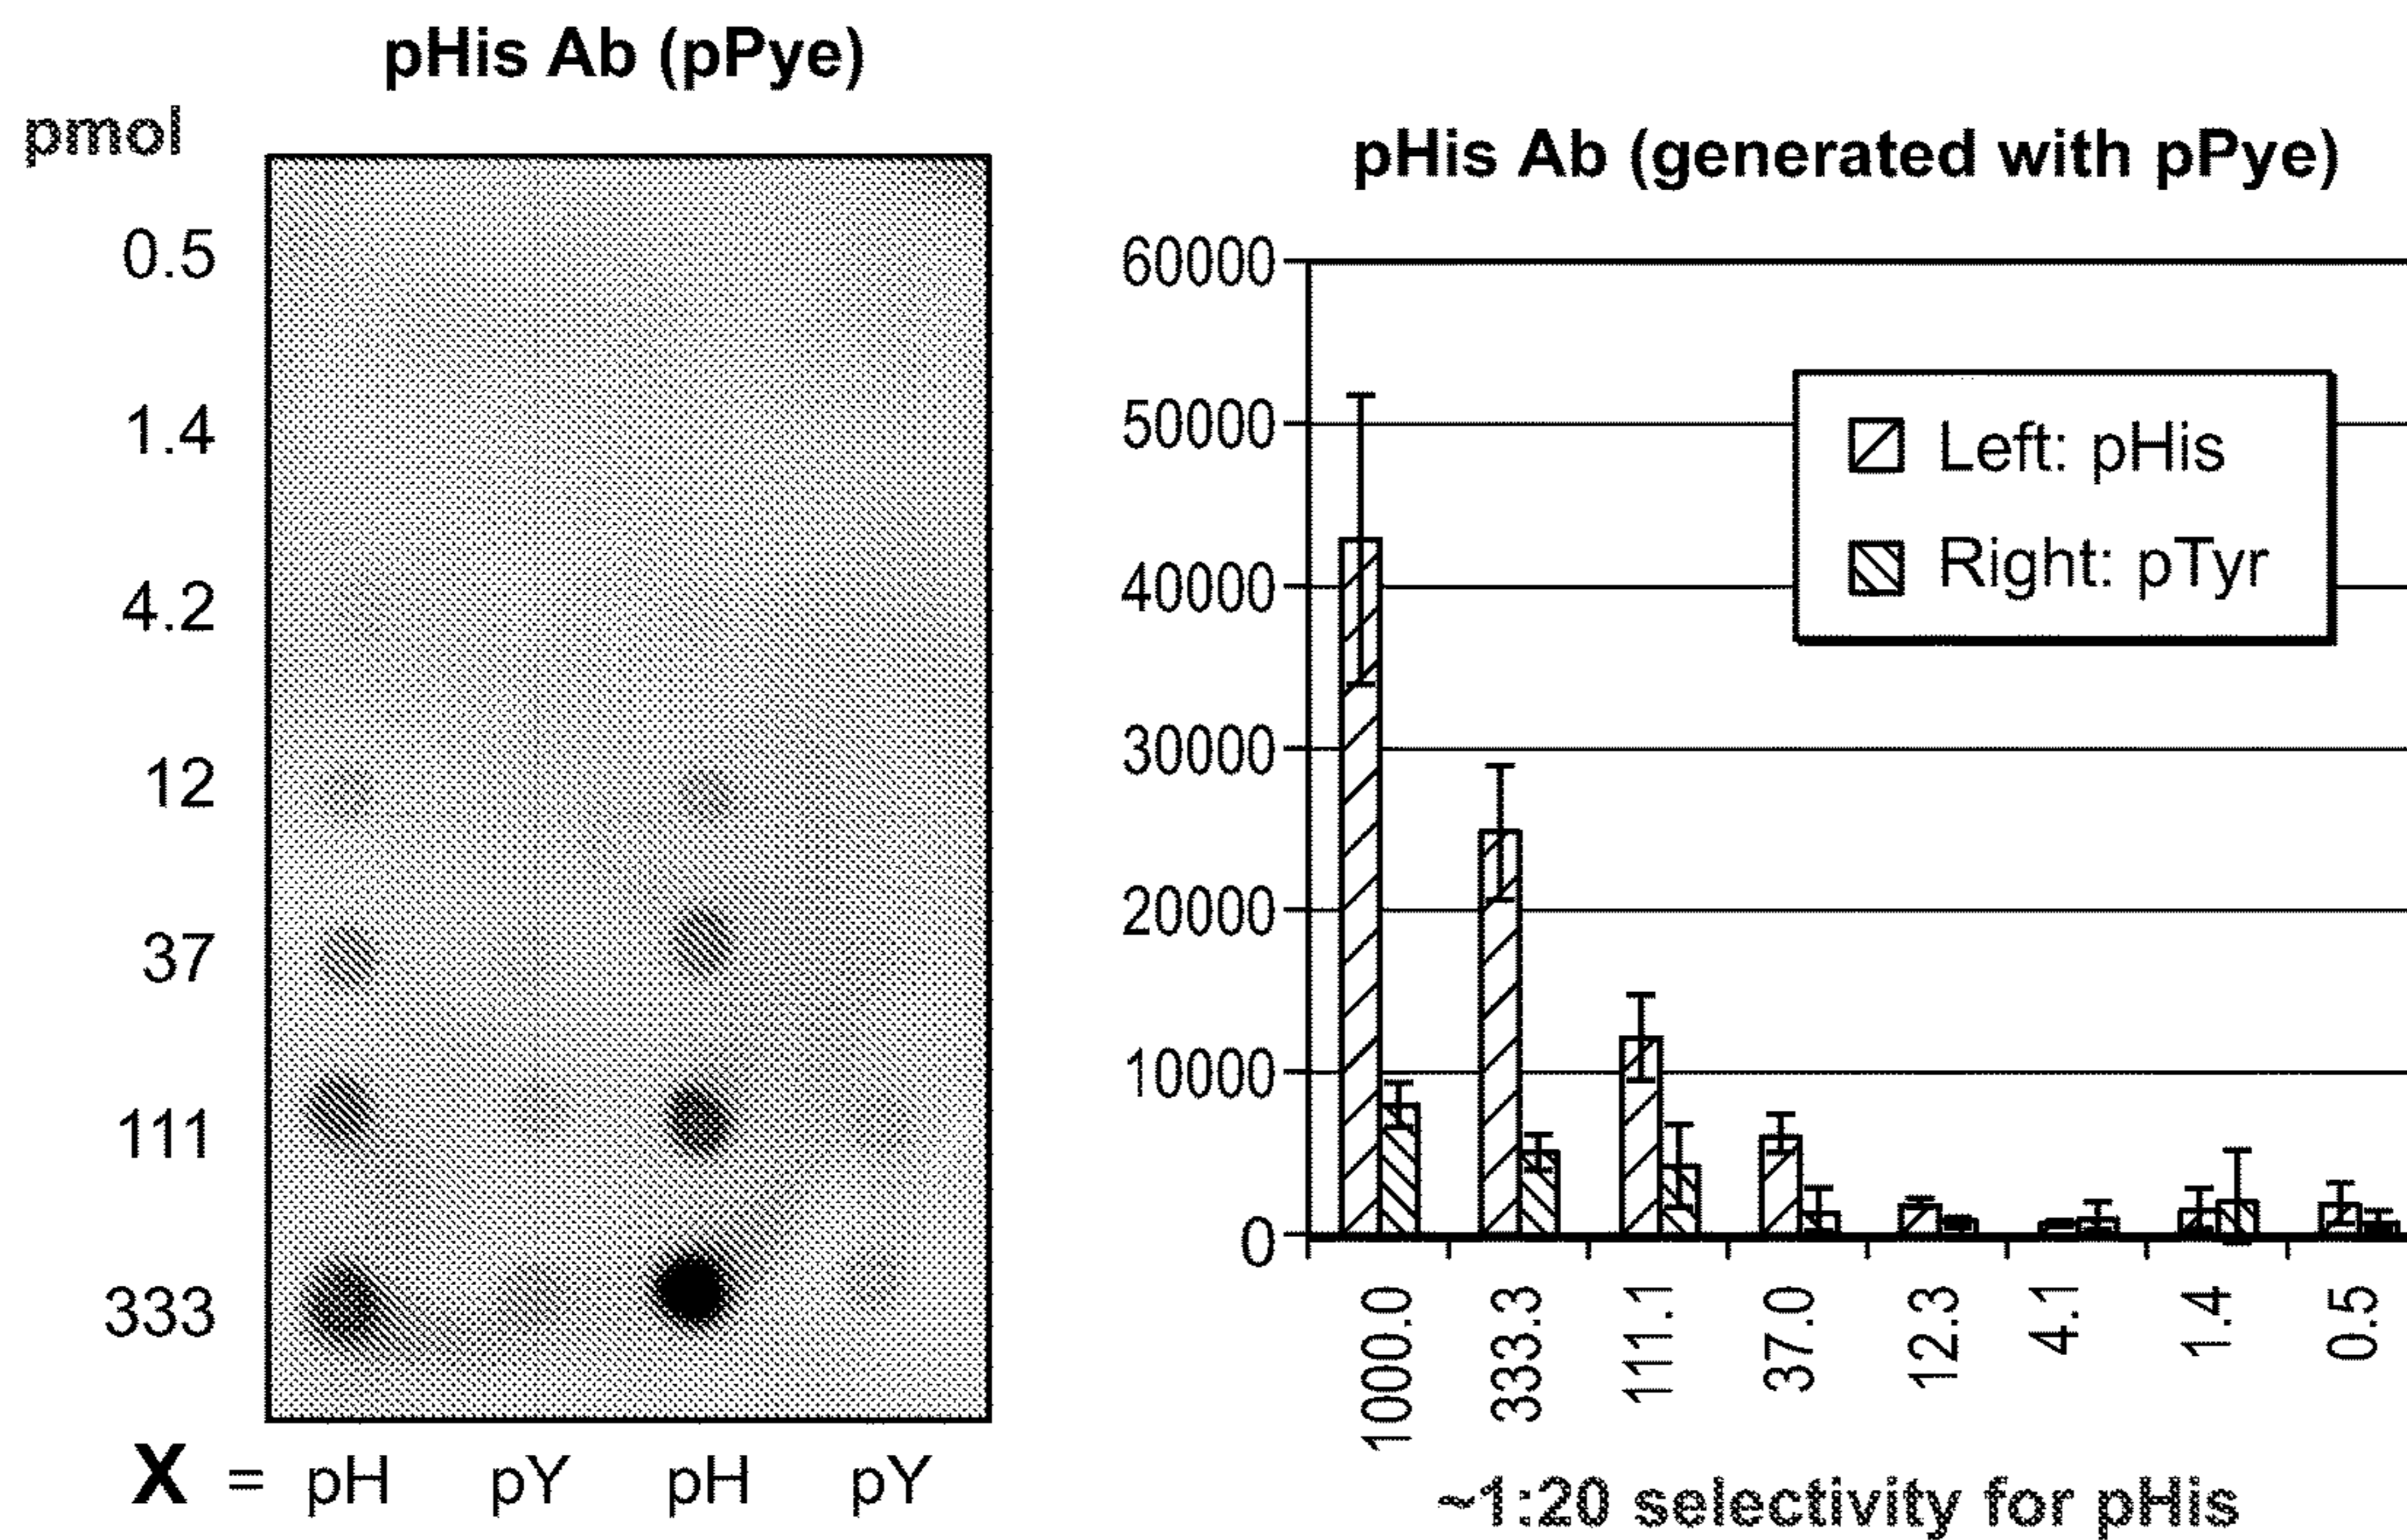 pHis Ab (pPye)
pmol
0.5
1.4
4.2
12
37
111
333
X = pH pY pH pY
pHis Ab (generated with pPye)
60000
50000
40000
30000
20000
10000
0
Left: pHis
Right: pTyr
1000.0 333.3 111.1 37.0 12.3 4.1 1.4 0.5
~1:20 selectivity for pHis